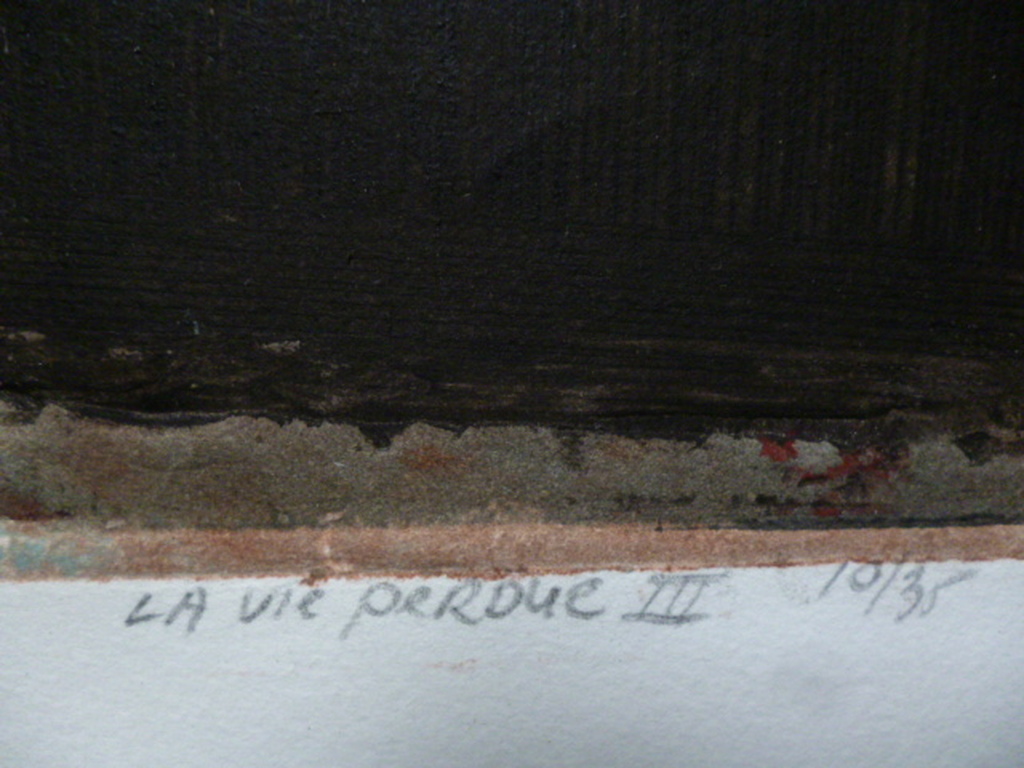 LA Vie peRDue III 10/35